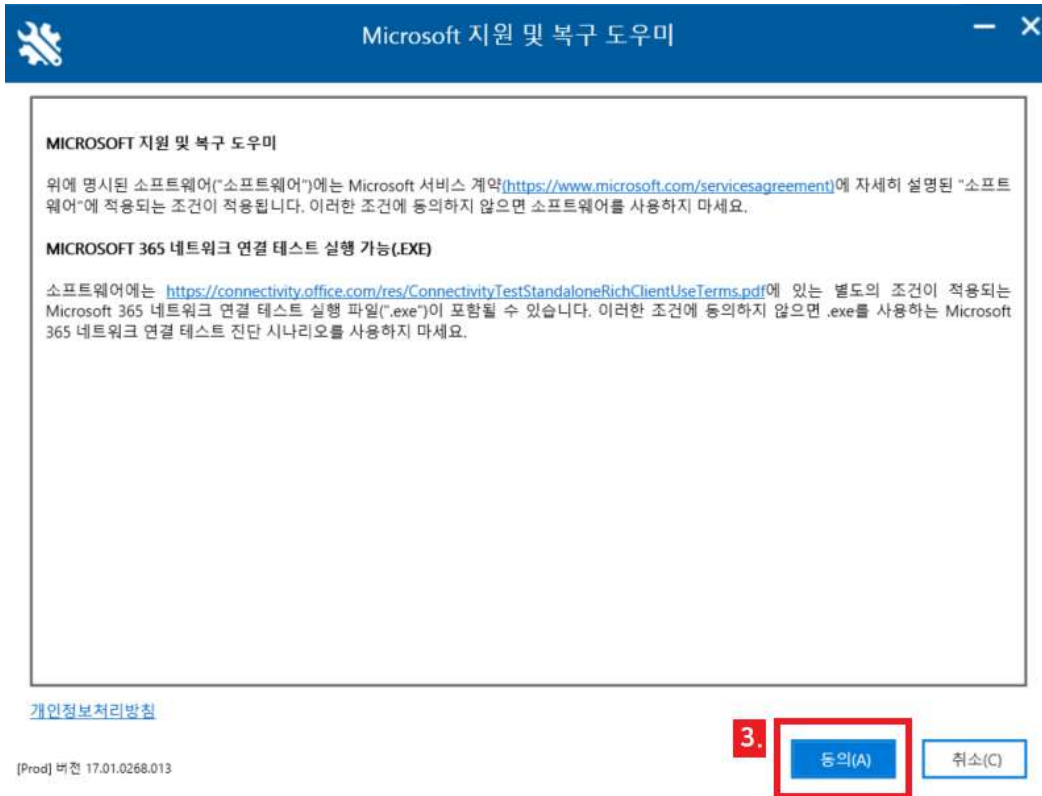 Microsoft 지원 및 복구 도우미
MICROSOFT 지원 및 복구 도우미
위에 명시된 소프트웨어("소프트웨어")에는 Microsoft 서비스 계약(https://www.microsoft.com/servicesagreement)에 자세히 설명된 "소프트
웨어"에 적용되는 조건이 적용됩니다. 이러한 조건에 동의하지 않으면 소프트웨어를 사용하지 마세요.
MICROSOFT 365 네트워크 연결 테스트 실행 가능(.EXE)
소프트웨어에는 https://connectivity.office.com/res/ConnectivityTestStandaloneRichClientUseTerms.pdf에 있는 별도의 조건이 적용되는
Microsoft 365 네트워크 연결 테스트 실행 파일(".exe")이 포함될 수 있습니다. 이러한 조건에 동의하지 않으면 .exe를 사용하는 Microsoft
365 네트워크 연결 테스트 진단 시나리오를 사용하지 마세요.
개인정보처리방침
3.
동의(A)
취소(C)
[Prod] 버전 17.01.0268.013